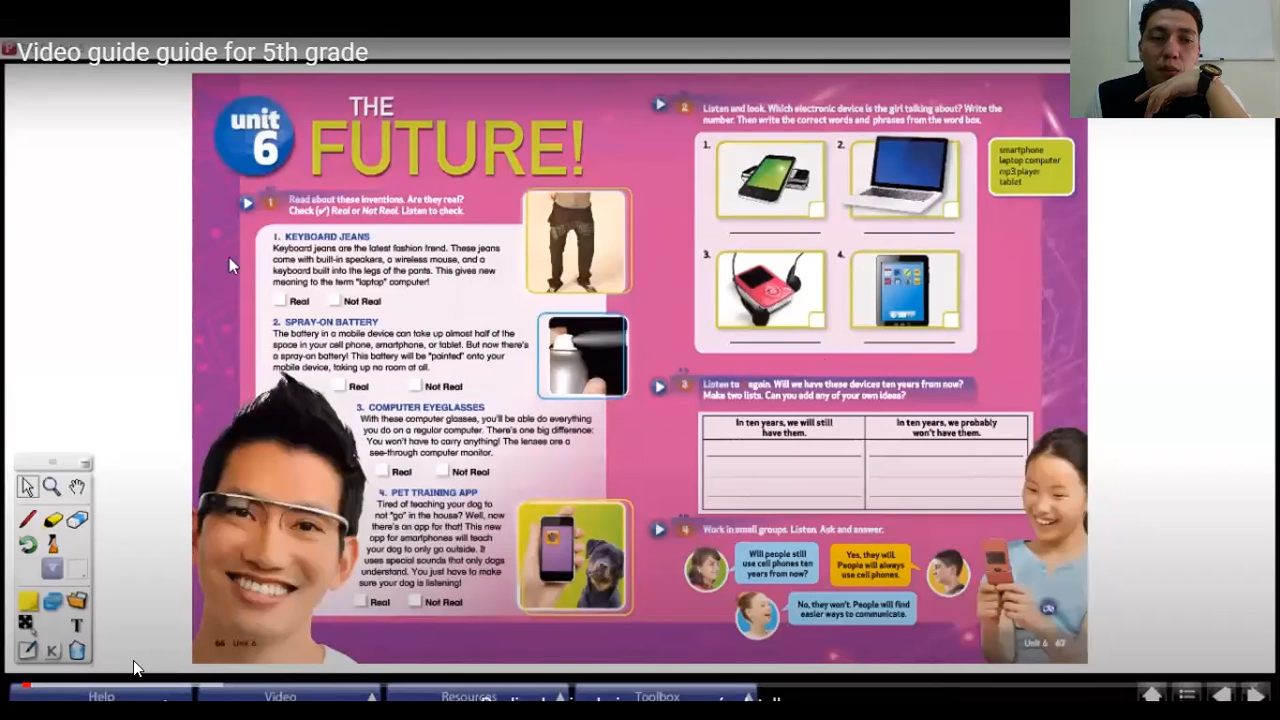 Video guide guide for 5th grade
unit
6
THE
FUTURE!
1 Read about these inventions. Are they real?
Check (✔) Real or Not Real. Listen to check.
1. KEYBOARD JEANS
Keyboard jeans are the latest fashion trend. These jeans
come with built-in speakers, a wireless mouse, and a
keyboard built into the legs of the pants. This gives new
meaning to the term "laptop" computer!
Real Not Real
2. SPRAY-ON BATTERY
The battery in a mobile device can take up almost half of the
space in your cell phone, smartphone, or tablet. But now there's
a spray-on battery! This battery will be "painted" onto your
mobile device, taking up no room at all.
Real Not Real
3. COMPUTER EYEGLASSES
With these computer glasses, you'll be able do everything
you do on a regular computer. There's one big difference:
You won't have to carry anything! The lenses are a
see-through computer monitor.
Real Not Real
4. PET TRAINING APP
Tired of teaching your dog to
not "go" in the house? Well, now
there's an app for that! This new
app for smartphones will teach
your dog to only go outside. It
uses special sounds that only dogs
understand. You just have to make
sure your dog is listening!
Real Not Real
66 Unit 6
2 Listen and look. Which electronic device is the girl talking about? Write the
number. Then write the correct words and phrases from the word box.
1. 2.
3. 4.
smartphone
laptop computer
mp3 player
tablet
3 Listen to again. Will we have these devices ten years from now?
Make two lists. Can you add any of your own ideas?
In ten years, we will still
have them.
In ten years, we probably
won't have them.
4 Work in small groups. Listen. Ask and answer.
Will people still
use cell phones ten
years from now?
Yes, they will.
People will always
use cell phones.
No, they won't. People will find
easier ways to communicate.
Unit 6 67
Help Video Resources Toolbox